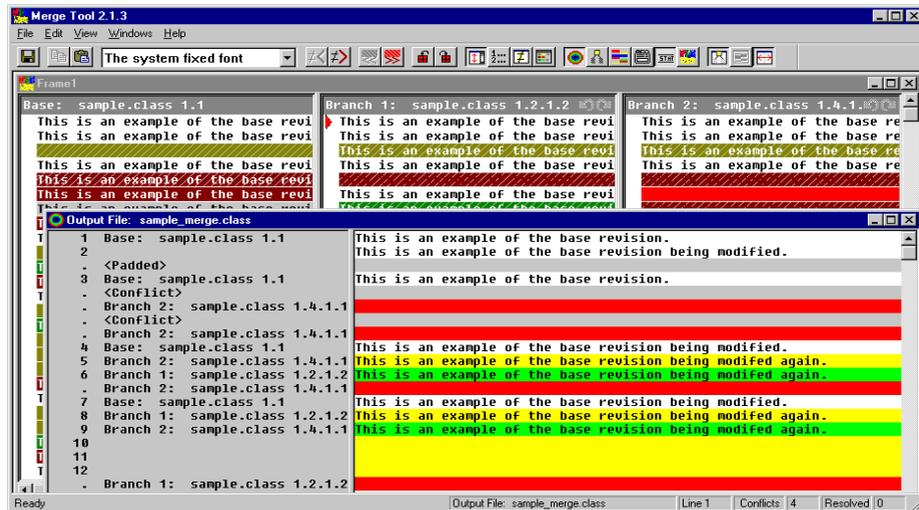 Merge Tool 2.1.3
File Edit View Windows Help
The system fixed font
STAT
Frame1
Base: sample.class 1.1
This is an example of the base revi
This is an example of the base revi
This is an example of the base revi
This is an example of the base revi
This is an example of the base revi
Branch 1: sample.class 1.2.1.2
This is an example of the base revi
This is an example of the base revi
This is an example of the base revi
This is an example of the base revi
This is an example of the base revi
Branch 2: sample.class 1.4.1.
This is an example of the base re
This is an example of the base re
This is an example of the base re
This is an example of the base re
Output File: sample_merge.class
1 Base: sample.class 1.1 This is an example of the base revision.
2 This is an example of the base revision being modified.
. <Padded>
3 Base: sample.class 1.1 This is an example of the base revision.
. <Conflict>
. Branch 2: sample.class 1.4.1.1
. <Conflict>
. Branch 2: sample.class 1.4.1.1
4 Base: sample.class 1.1 This is an example of the base revision being modified.
5 Branch 2: sample.class 1.4.1.1 This is an example of the base revision being modifed again.
6 Branch 1: sample.class 1.2.1.2 This is an example of the base revision being modifed again.
. Branch 2: sample.class 1.4.1.1
7 Base: sample.class 1.1 This is an example of the base revision being modified.
8 Branch 1: sample.class 1.2.1.2 This is an example of the base revision being modifed again.
9 Branch 2: sample.class 1.4.1.1 This is an example of the base revision being modifed again.
10
11
12
. Branch 1: sample.class 1.2.1.2
Ready Output File: sample_merge.class Line 1 Conflicts 4 Resolved 0